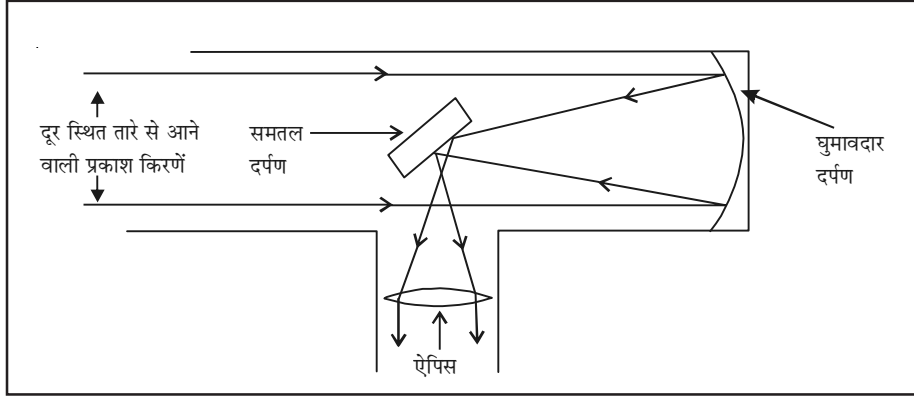 दूर स्थित तारे से आने
वाली प्रकाश किरणें
समतल
दर्पण
घुमावदार
दर्पण
ऐपिस